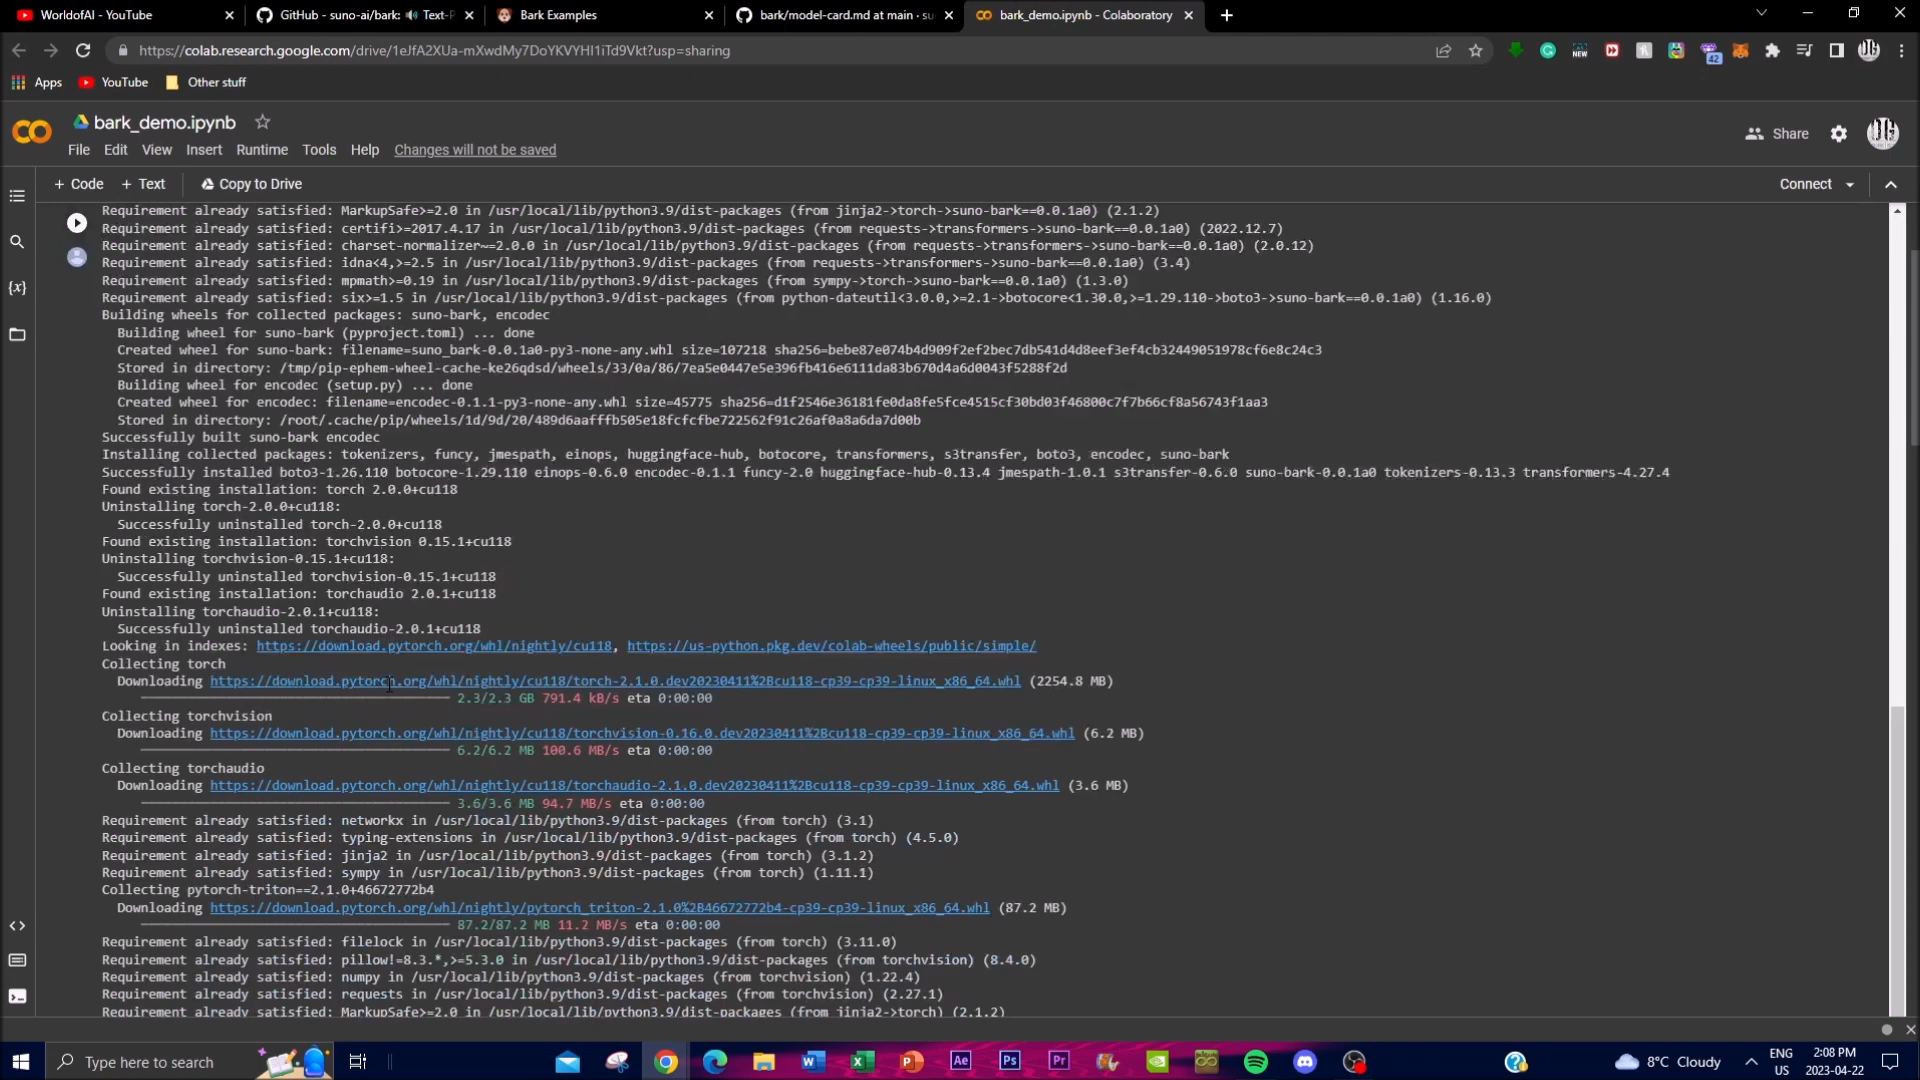 WorldofAI - YouTube
GitHub - suno-ai/bark: 🔊 Text-P
Bark Examples
bark/model-card.md at main · su
bark_demo.ipynb - Colaboratory
https://colab.research.google.com/drive/1eJfA2XUa-mXwdMy7DoYKVYHI1iTd9Vkt?usp=sharing
42
Apps YouTube Other stuff
bark_demo.ipynb
File Edit View Insert Runtime Tools Help Changes will not be saved
Share
+ Code + Text Copy to Drive Connect
Requirement already satisfied: MarkupSafe>=2.0 in /usr/local/lib/python3.9/dist-packages (from jinja2->torch->suno-bark==0.0.1a0) (2.1.2)
Requirement already satisfied: certifi>=2017.4.17 in /usr/local/lib/python3.9/dist-packages (from requests->transformers->suno-bark==0.0.1a0) (2022.12.7)
Requirement already satisfied: charset-normalizer~=2.0.0 in /usr/local/lib/python3.9/dist-packages (from requests->transformers->suno-bark==0.0.1a0) (2.0.12)
Requirement already satisfied: idna<4,>=2.5 in /usr/local/lib/python3.9/dist-packages (from requests->transformers->suno-bark==0.0.1a0) (3.4)
Requirement already satisfied: mpmath>=0.19 in /usr/local/lib/python3.9/dist-packages (from sympy->torch->suno-bark==0.0.1a0) (1.3.0)
Requirement already satisfied: six>=1.5 in /usr/local/lib/python3.9/dist-packages (from python-dateutil<3.0.0,>=2.1->botocore<1.30.0,>=1.29.110->boto3->suno-bark==0.0.1a0) (1.16.0)
Building wheels for collected packages: suno-bark, encodec
Building wheel for suno-bark (pyproject.toml) ... done
Created wheel for suno-bark: filename=suno_bark-0.0.1a0-py3-none-any.whl size=107218 sha256=bebe87e074b4d909f2ef2bec7db541d4d8eef3ef4cb32449051978cf6e8c24c3
Stored in directory: /tmp/pip-ephem-wheel-cache-ke26qdsd/wheels/33/0a/86/7ea5e0447e5e396fb416e6111da83b670d4a6d0043f5288f2d
Building wheel for encodec (setup.py) ... done
Created wheel for encodec: filename=encodec-0.1.1-py3-none-any.whl size=45775 sha256=d1f2546e36181fe0da8fe5fce4515cf30bd03f46800c7f7b66cf8a56743f1aa3
Stored in directory: /root/.cache/pip/wheels/1d/9d/20/489d6aafffb505e18fcfcfbe722562f91c26af0a8a6da7d00b
Successfully built suno-bark encodec
Installing collected packages: tokenizers, funcy, jmespath, einops, huggingface-hub, botocore, transformers, s3transfer, boto3, encodec, suno-bark
Successfully installed boto3-1.26.110 botocore-1.29.110 einops-0.6.0 encodec-0.1.1 funcy-2.0 huggingface-hub-0.13.4 jmespath-1.0.1 s3transfer-0.6.0 suno-bark-0.0.1a0 tokenizers-0.13.3 transformers-4.27.4
Found existing installation: torch 2.0.0+cu118
Uninstalling torch-2.0.0+cu118:
Successfully uninstalled torch-2.0.0+cu118
Found existing installation: torchvision 0.15.1+cu118
Uninstalling torchvision-0.15.1+cu118:
Successfully uninstalled torchvision-0.15.1+cu118
Found existing installation: torchaudio 2.0.1+cu118
Uninstalling torchaudio-2.0.1+cu118:
Successfully uninstalled torchaudio-2.0.1+cu118
Looking in indexes: https://download.pytorch.org/whl/nightly/cu118, https://us-python.pkg.dev/colab-wheels/public/simple/
Collecting torch
Downloading https://download.pytorch.org/whl/nightly/cu118/torch-2.1.0.dev20230411%2Bcu118-cp39-cp39-linux_x86_64.whl (2254.8 MB)
2.3/2.3 GB 791.4 kB/s eta 0:00:00
Collecting torchvision
Downloading https://download.pytorch.org/whl/nightly/cu118/torchvision-0.16.0.dev20230411%2Bcu118-cp39-cp39-linux_x86_64.whl (6.2 MB)
6.2/6.2 MB 100.6 MB/s eta 0:00:00
Collecting torchaudio
Downloading https://download.pytorch.org/whl/nightly/cu118/torchaudio-2.1.0.dev20230411%2Bcu118-cp39-cp39-linux_x86_64.whl (3.6 MB)
3.6/3.6 MB 94.7 MB/s eta 0:00:00
Requirement already satisfied: networkx in /usr/local/lib/python3.9/dist-packages (from torch) (3.1)
Requirement already satisfied: typing-extensions in /usr/local/lib/python3.9/dist-packages (from torch) (4.5.0)
Requirement already satisfied: jinja2 in /usr/local/lib/python3.9/dist-packages (from torch) (3.1.2)
Requirement already satisfied: sympy in /usr/local/lib/python3.9/dist-packages (from torch) (1.11.1)
Collecting pytorch-triton==2.1.0+46672772b4
Downloading https://download.pytorch.org/whl/nightly/pytorch_triton-2.1.0%2B46672772b4-cp39-cp39-linux_x86_64.whl (87.2 MB)
87.2/87.2 MB 11.2 MB/s eta 0:00:00
Requirement already satisfied: filelock in /usr/local/lib/python3.9/dist-packages (from torch) (3.11.0)
Requirement already satisfied: pillow!=8.3.*,>=5.3.0 in /usr/local/lib/python3.9/dist-packages (from torchvision) (8.4.0)
Requirement already satisfied: numpy in /usr/local/lib/python3.9/dist-packages (from torchvision) (1.22.4)
Requirement already satisfied: requests in /usr/local/lib/python3.9/dist-packages (from torchvision) (2.27.1)
Requirement already satisfied: MarkupSafe>=2.0 in /usr/local/lib/python3.9/dist-packages (from jinja2->torch) (2.1.2)
Type here to search
8°C Cloudy
ENG
US
2:08 PM
2023-04-22